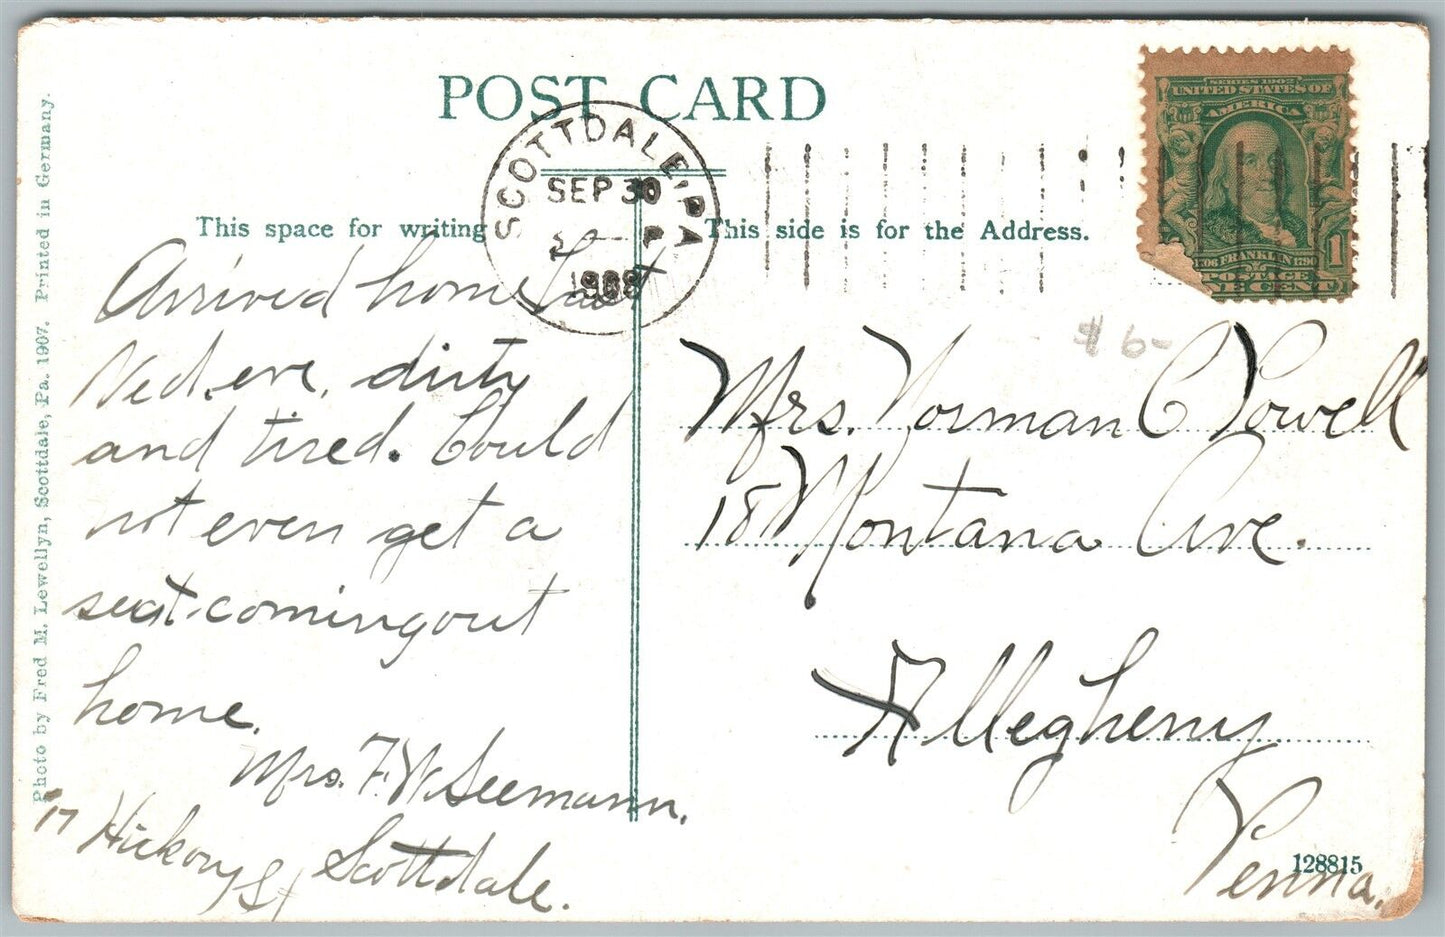 POST CARD
SCOTTDALE, PA
SEP 30
1908
SERIES 1902
UNITED STATES OF
AMERICA
1706 FRANKLIN 1790
POSTAGE
1
ONE CENT
This space for writing
This side is for the Address.
Arrived home last
Wed. eve. dirty
and tired. Could
not even get a
seat coming out
home.
Mrs. F. W. Seemann.
17 Hickory St Scottdale.
$6-
Mrs. Norman C Powell
18 Montana Ave.
Allegheny
Penna.
128815
Photo by Fred M. Lewellyn, Scottdale, Pa. 1907. Printed in Germany.